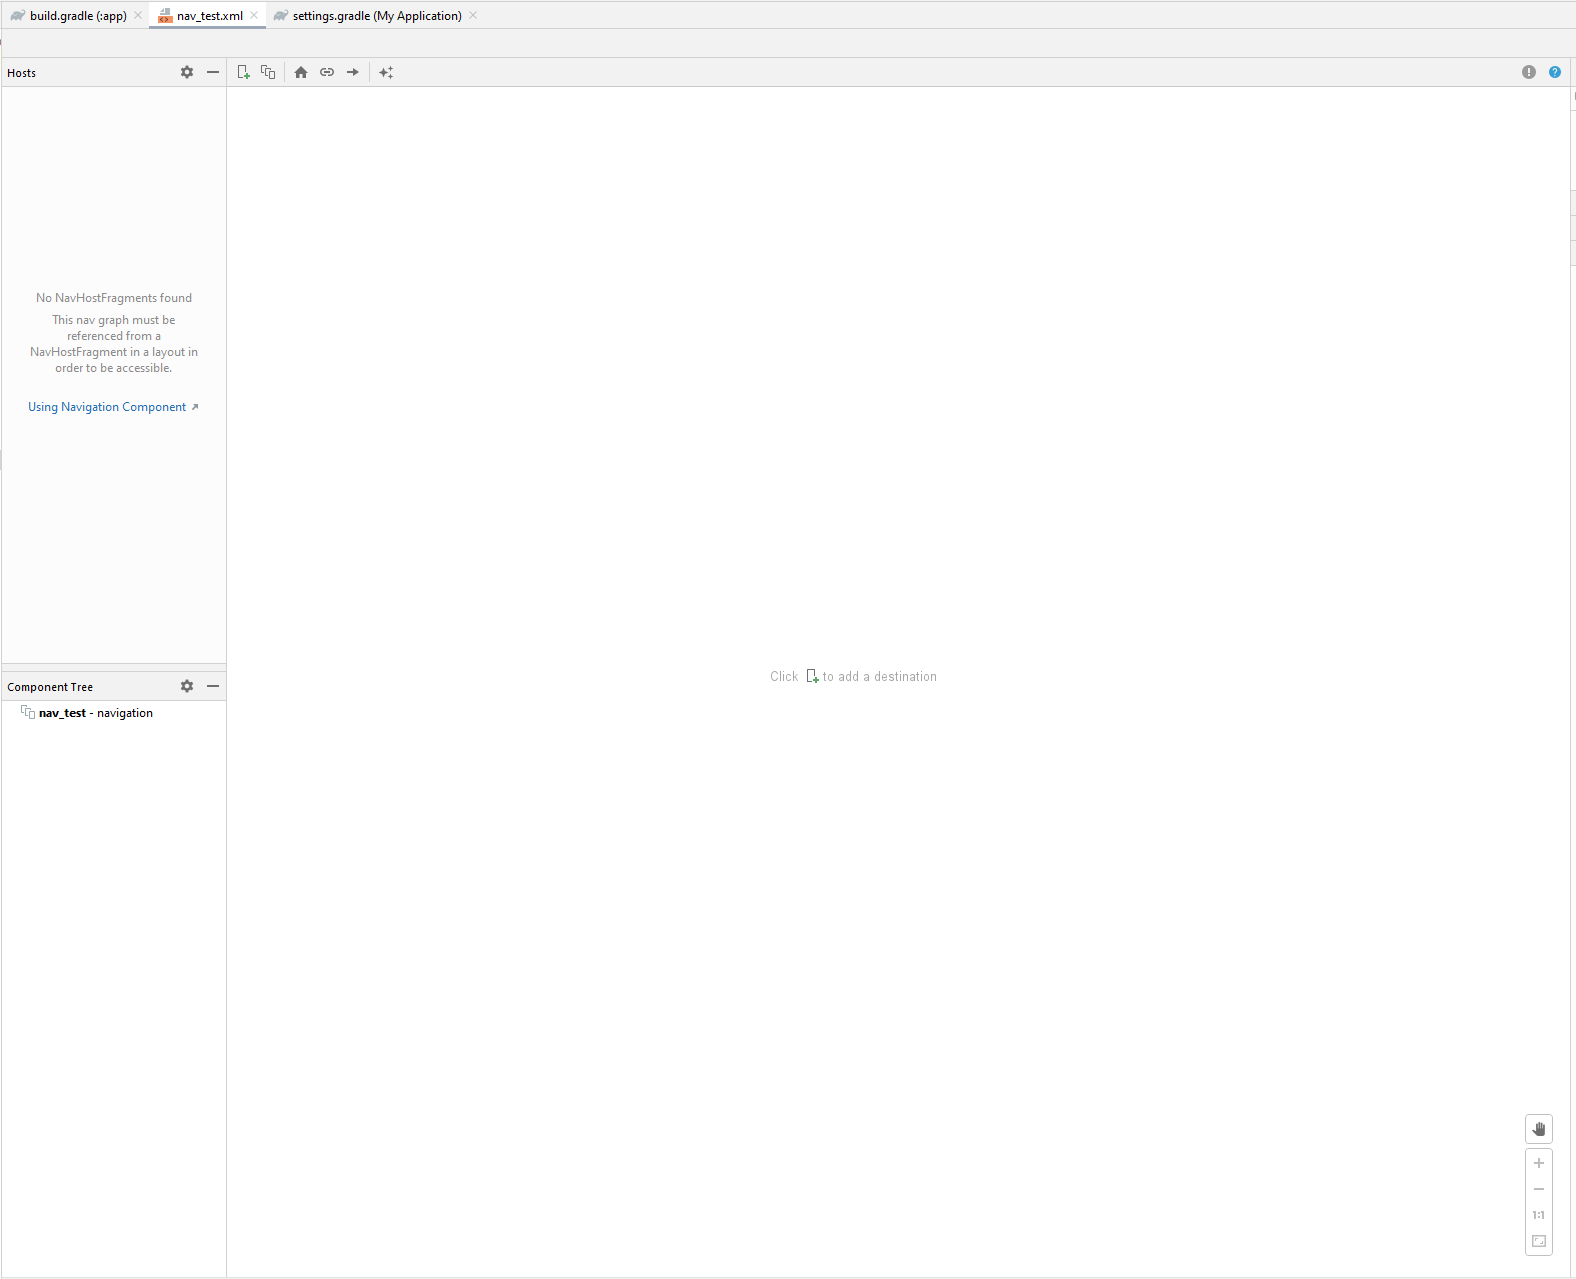 build.gradle (:app)
nav_test.xml
settings.gradle (My Application)
Hosts
No NavHostFragments found
This nav graph must be
referenced from a
NavHostFragment in a layout in
order to be accessible.
Using Navigation Component
Click to add a destination
Component Tree
nav_test - navigation
1:1